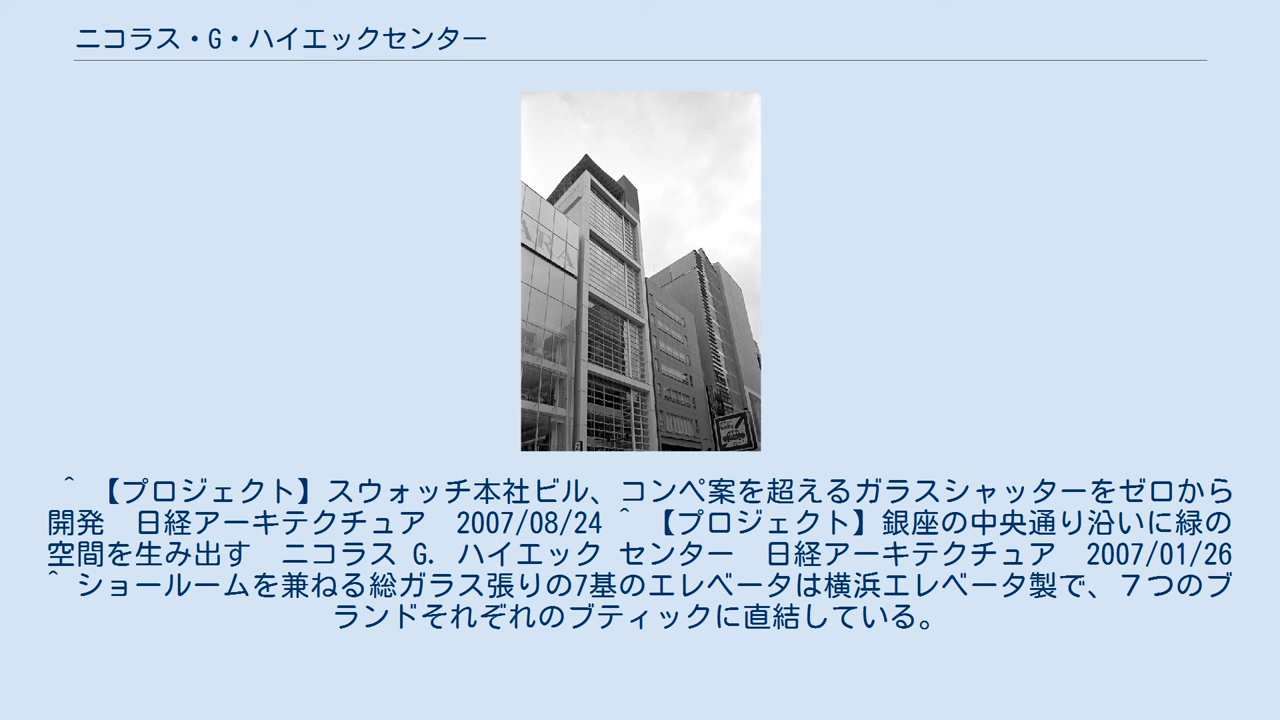 ニコラス・G・ハイエックセンター
ARA
^ 【プロジェクト】スウォッチ本社ビル、コンペ案を超えるガラスシャッターをゼロから
開発　日経アーキテクチュア　2007/08/24 ^ 【プロジェクト】銀座の中央通り沿いに緑の
空間を生み出す　ニコラス G. ハイエック センター　日経アーキテクチュア　2007/01/26
^ ショールームを兼ねる総ガラス張りの7基のエレベータは横浜エレベータ製で、７つのブ
ランドそれぞれのブティックに直結している。